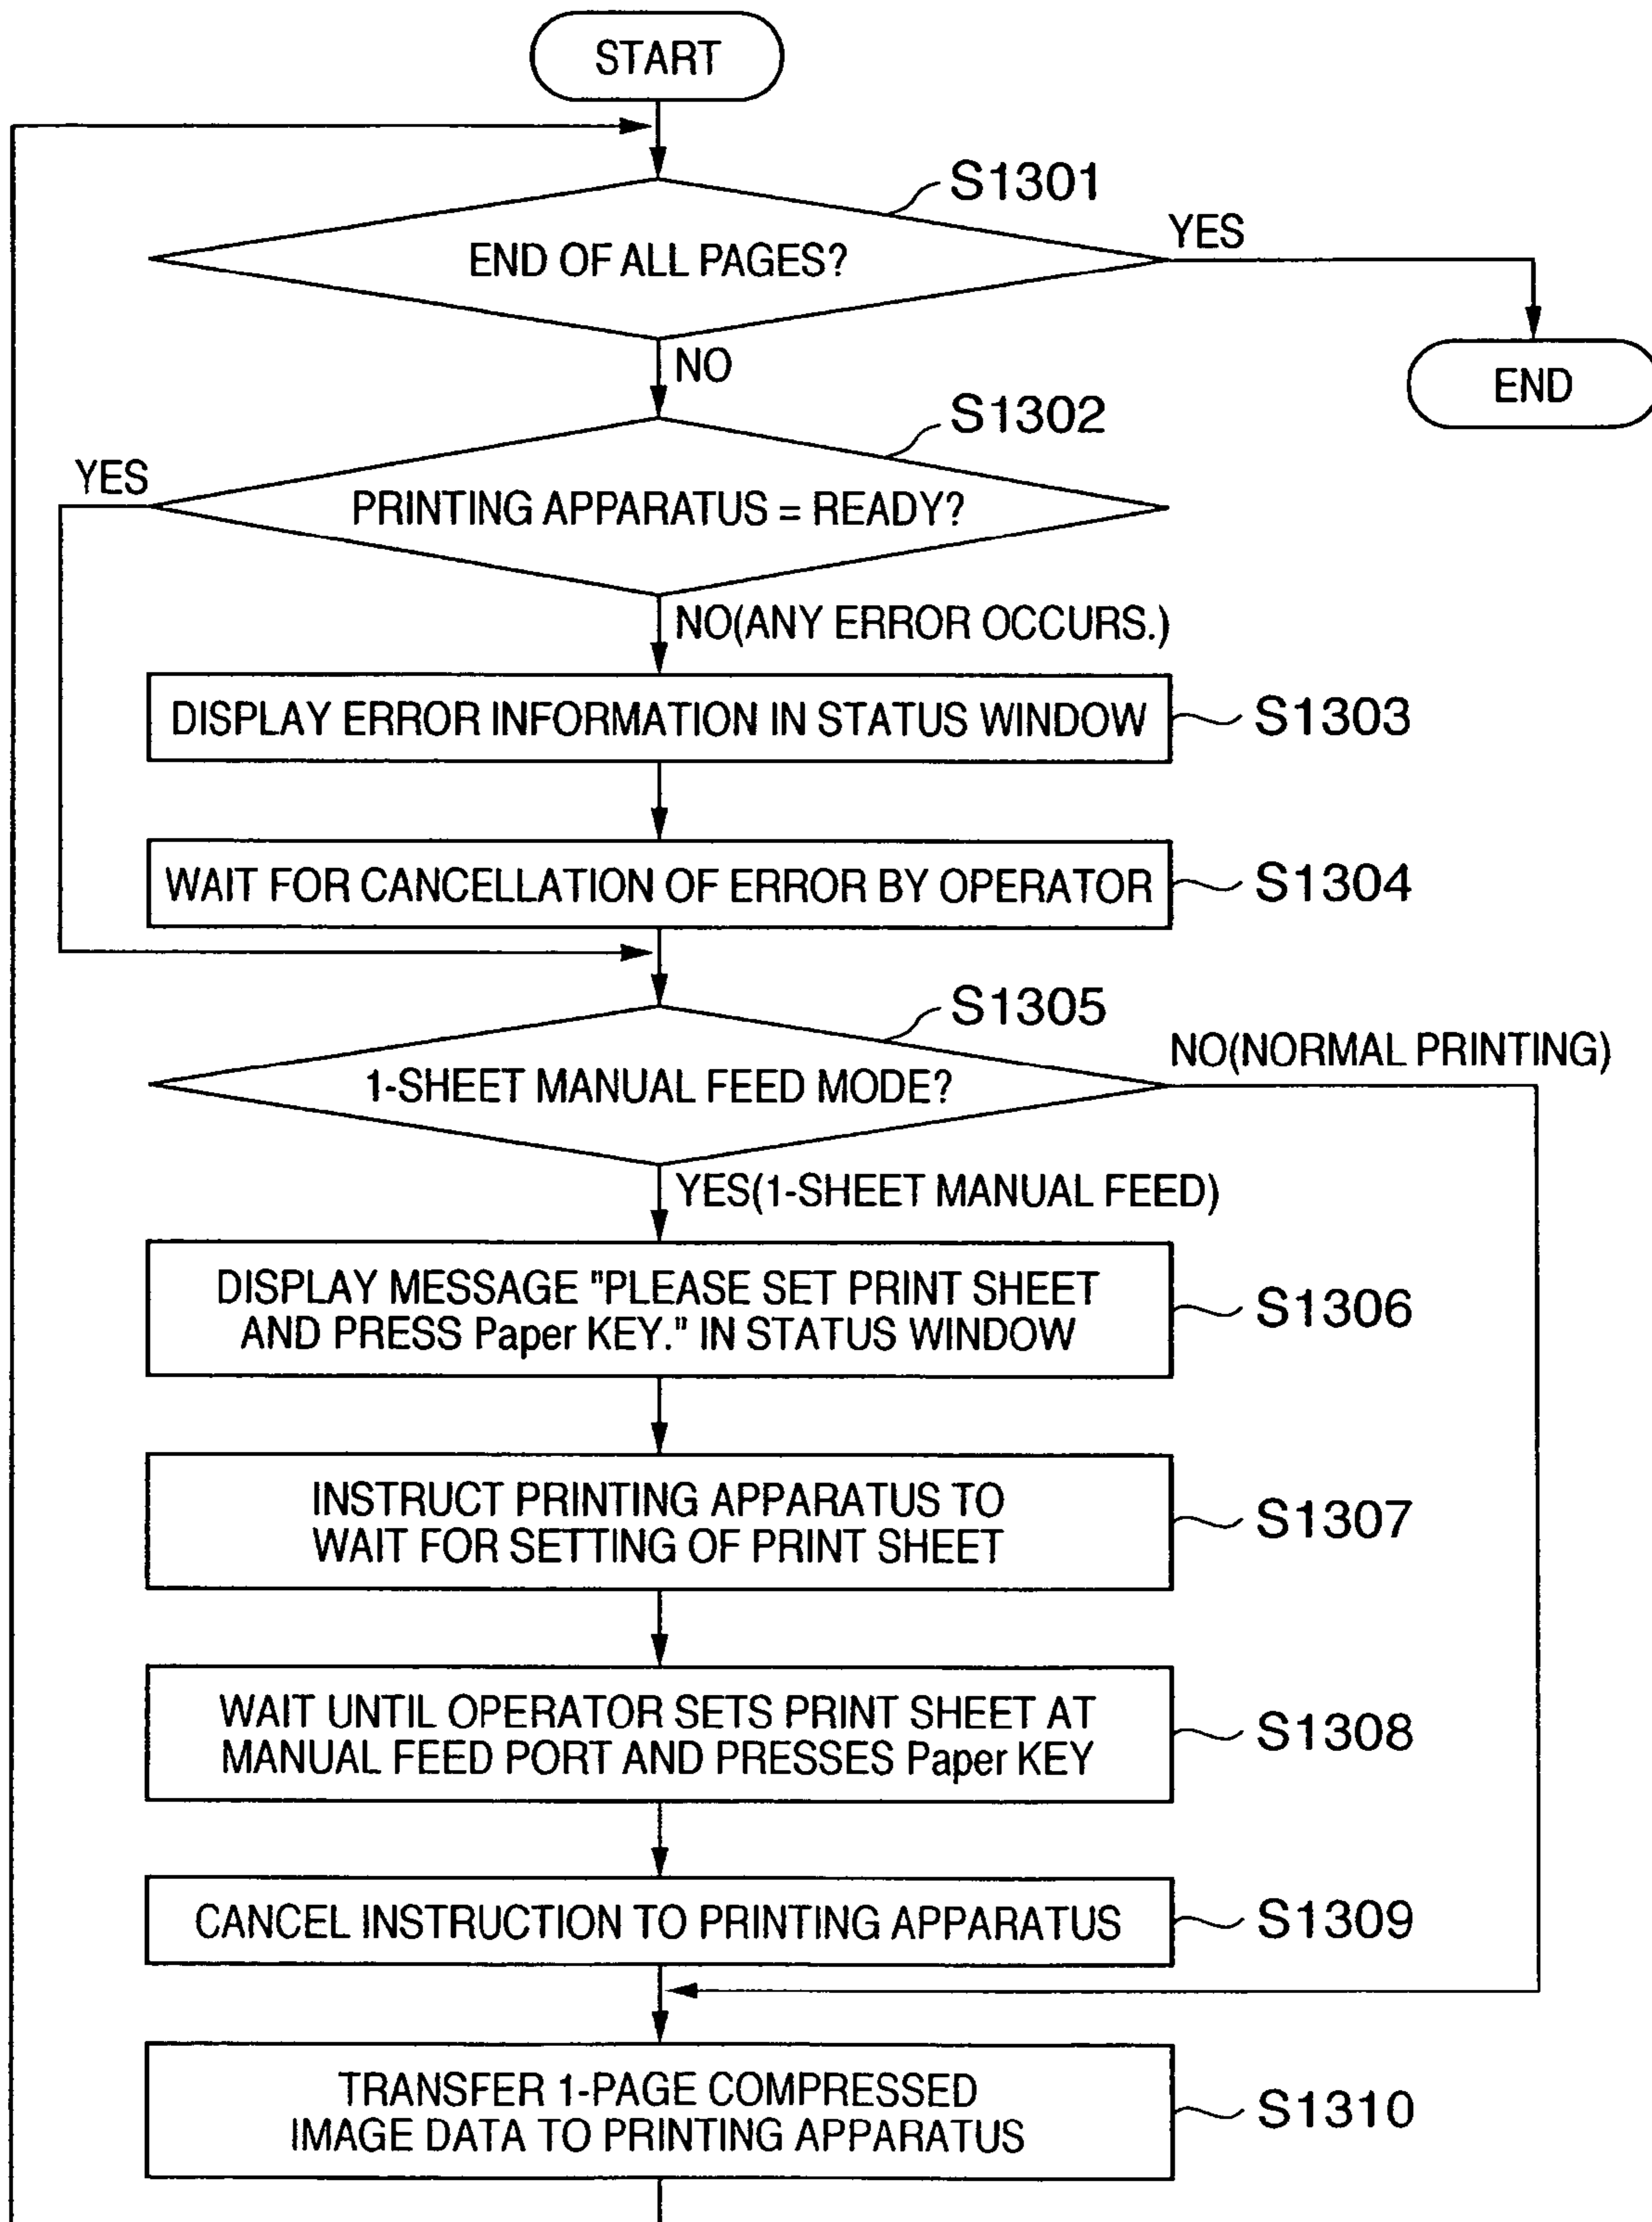 START
S1301
END OF ALL PAGES?
YES
END
NO
S1302
YES
PRINTING APPARATUS = READY?
NO(ANY ERROR OCCURS.)
DISPLAY ERROR INFORMATION IN STATUS WINDOW
S1303
WAIT FOR CANCELLATION OF ERROR BY OPERATOR
S1304
S1305
NO(NORMAL PRINTING)
1-SHEET MANUAL FEED MODE?
YES(1-SHEET MANUAL FEED)
DISPLAY MESSAGE "PLEASE SET PRINT SHEET
AND PRESS Paper KEY." IN STATUS WINDOW
S1306
INSTRUCT PRINTING APPARATUS TO
WAIT FOR SETTING OF PRINT SHEET
S1307
WAIT UNTIL OPERATOR SETS PRINT SHEET AT
MANUAL FEED PORT AND PRESSES Paper KEY
S1308
CANCEL INSTRUCTION TO PRINTING APPARATUS
S1309
TRANSFER 1-PAGE COMPRESSED
IMAGE DATA TO PRINTING APPARATUS
S1310